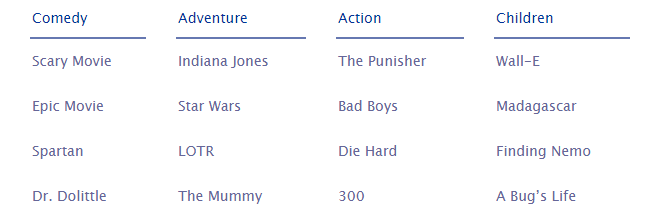 Comedy Adventure Action Children
Scary Movie Indiana Jones The Punisher Wall-E
Epic Movie Star Wars Bad Boys Madagascar
Spartan LOTR Die Hard Finding Nemo
Dr. Dolittle The Mummy 300 A Bug's Life